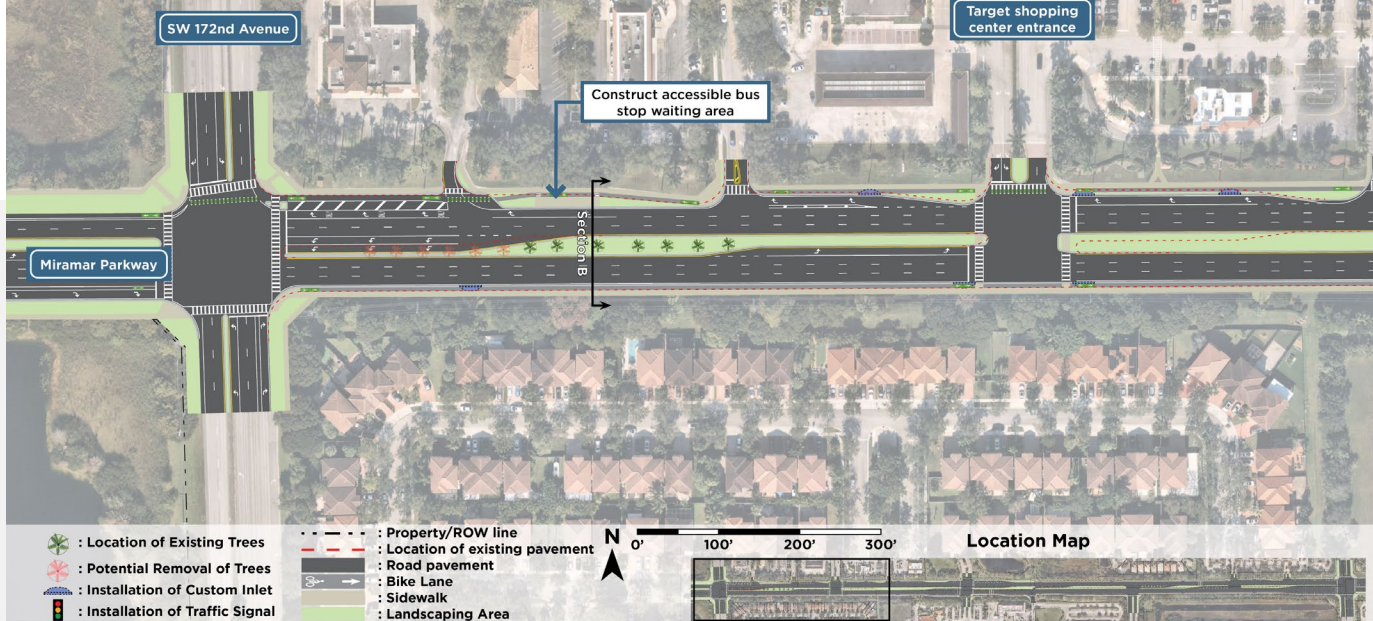 SW 172nd Avenue
Target shopping
center entrance
Construct accessible bus
stop waiting area
Section B
Miramar Parkway
: Location of Existing Trees
: Potential Removal of Trees
: Installation of Custom Inlet
: Installation of Traffic Signal
: Property/ROW line
: Location of existing pavement
: Road pavement
: Bike Lane
: Sidewalk
: Landscaping Area
N
0' 100' 200' 300'
Location Map